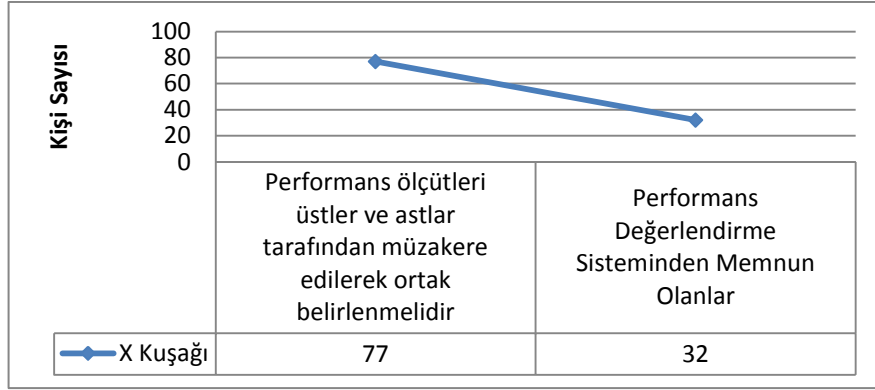 Kişi Sayısı
100
80
60
40
20
0
Performans ölçütleri
üstler ve astlar
tarafından müzakere
edilerek ortak
belirlenmelidir
Performans
Değerlendirme
Sisteminden Memnun
Olanlar
X Kuşağı 77 32